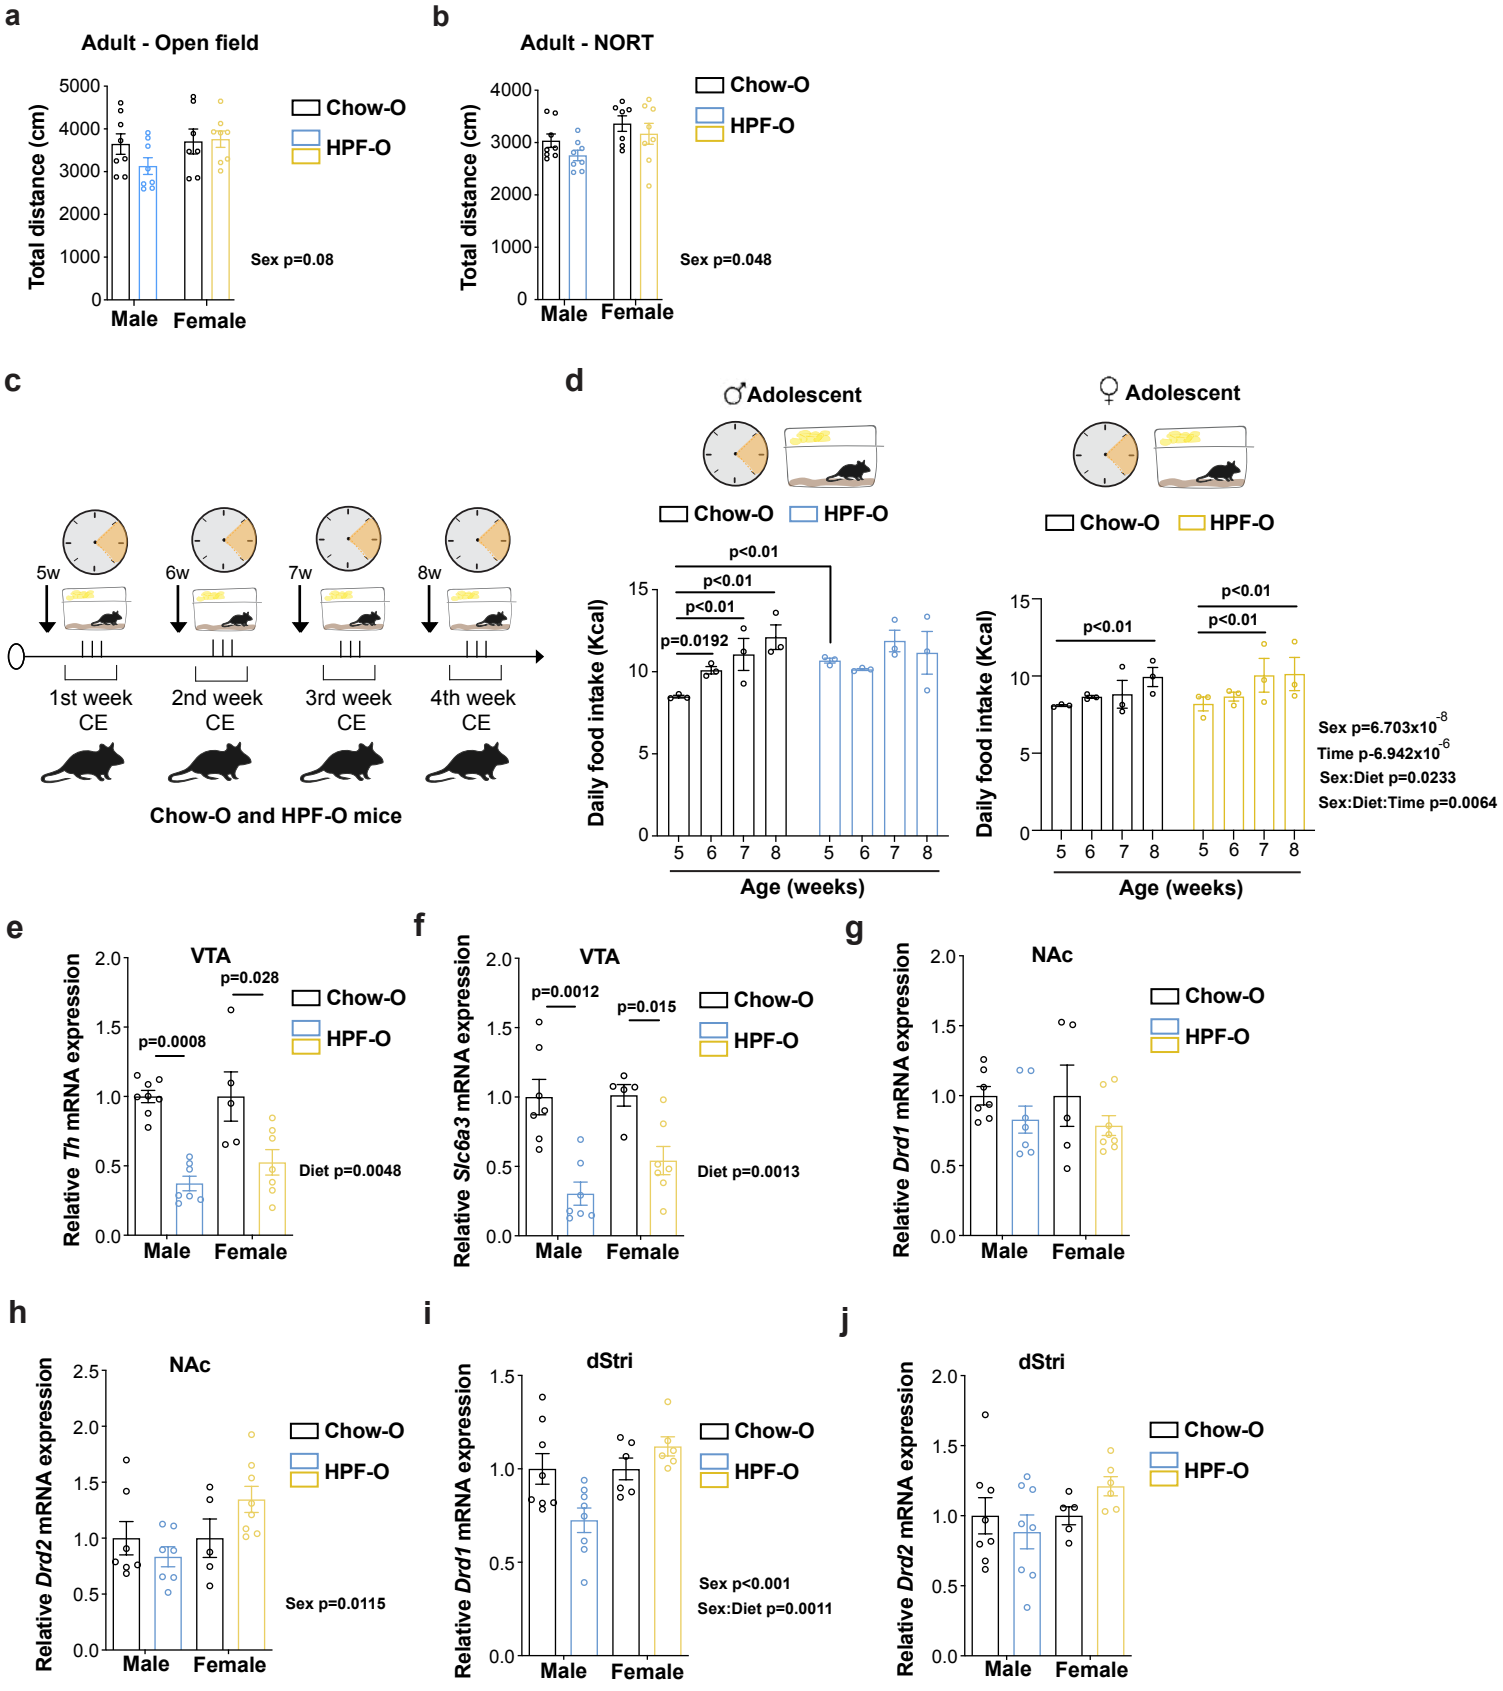 a
Adult - Open field
Total distance (cm)
5000
4000
3000
2000
1000
0
Male Female
Chow-O
HPF-O
Sex p=0.08
b
Adult - NORT
Total distance (cm)
4000
3000
2000
1000
0
Male Female
Chow-O
HPF-O
Sex p=0.048
c
5w 6w 7w 8w
1st week 2nd week 3rd week 4th week
CE CE CE CE
Chow-O and HPF-O mice
d
♂Adolescent
Chow-O HPF-O
p<0.01
p<0.01
p<0.01
p=0.0192
Daily food intake (Kcal)
15
10
5
0
5 6 7 8 5 6 7 8
Age (weeks)
♀ Adolescent
Chow-O HPF-O
p<0.01
p<0.01
p<0.01
Daily food intake (Kcal)
15
10
5
0
5 6 7 8 5 6 7 8
Age (weeks)
Sex p=6.703x10-8
Time p-6.942x10-6
Sex:Diet p=0.0233
Sex:Diet:Time p=0.0064
e
VTA
Relative Th mRNA expression
2.0
1.5
1.0
0.5
0.0
p=0.0008
p=0.028
Male Female
Chow-O
HPF-O
Diet p=0.0048
f
VTA
Relative Slc6a3 mRNA expression
2.0
1.5
1.0
0.5
0.0
p=0.0012
p=0.015
Male Female
Chow-O
HPF-O
Diet p=0.0013
g
NAc
Relative Drd1 mRNA expression
2.0
1.5
1.0
0.5
0.0
Male Female
Chow-O
HPF-O
h
NAc
Relative Drd2 mRNA expression
2.5
2.0
1.5
1.0
0.5
0.0
Male Female
Chow-O
HPF-O
Sex p=0.0115
i
dStri
Relative Drd1 mRNA expression
1.5
1.0
0.5
0.0
Male Female
Chow-O
HPF-O
Sex p<0.001
Sex:Diet p=0.0011
j
dStri
Relative Drd2 mRNA expression
2.0
1.5
1.0
0.5
0.0
Male Female
Chow-O
HPF-O